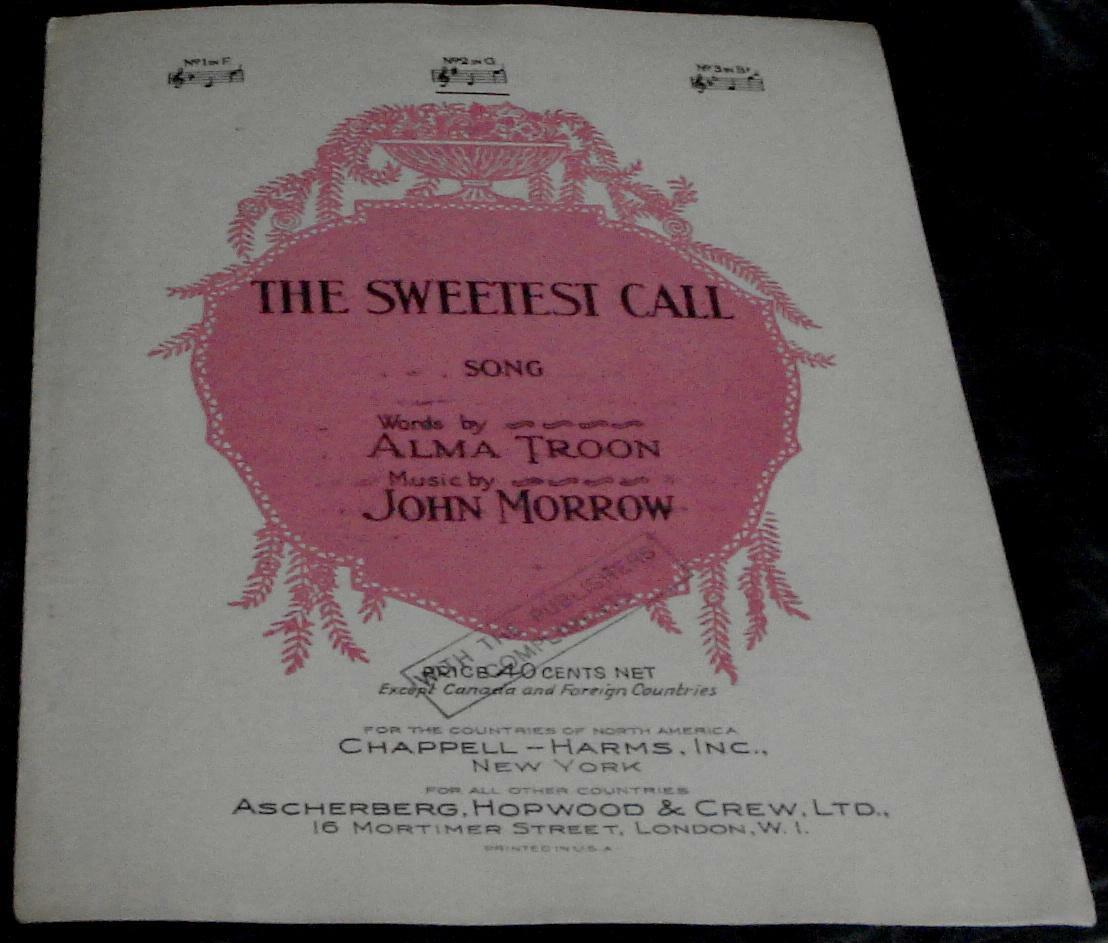 No 1 IN F
No 2 IN G
No 3 IN B♭
THE SWEETEST CALL
SONG
Words by
ALMA TROON
Music by
JOHN MORROW
WITH THE PUBLISHERS
PRICE 40 CENTS NET
Except Canada and Foreign Countries
FOR THE COUNTRIES OF NORTH AMERICA
CHAPPELL-HARMS, INC.,
NEW YORK
FOR ALL OTHER COUNTRIES
ASCHERBERG, HOPWOOD & CREW, LTD.,
16 MORTIMER STREET, LONDON, W. 1.
PRINTED IN U.S.A